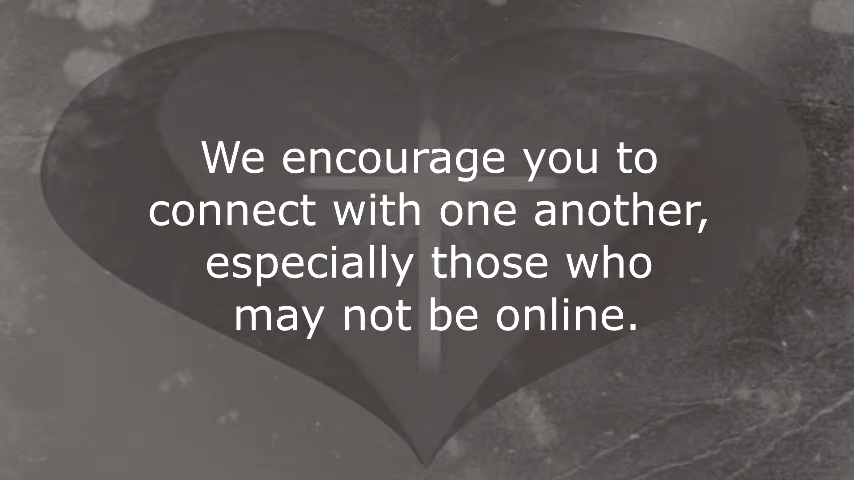 We encourage you to
connect with one another,
especially those who
may not be online.